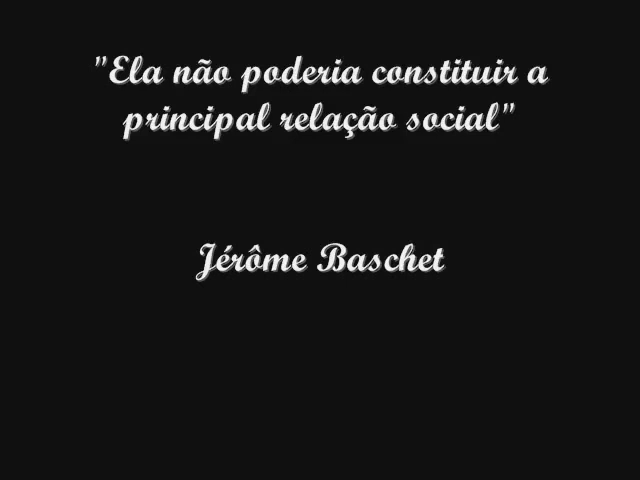 "Ela não poderia constituir a
principal relação social"
Jérôme Baschet